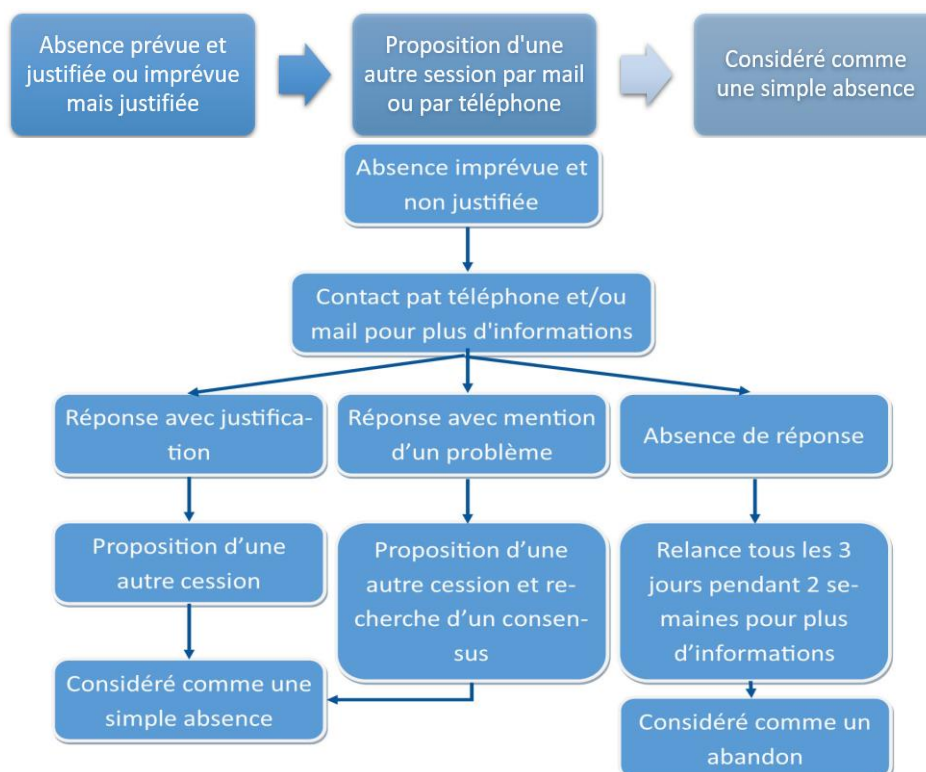 Absence prévue et
justifiée ou imprévue
mais justifiée
Proposition d'une
autre session par mail
ou par téléphone
Considéré comme
une simple absence
Absence imprévue et
non justifiée
Contact pat téléphone et/ou
mail pour plus d'informations
Réponse avec justifica-
tion
Réponse avec mention
d’un problème
Absence de réponse
Proposition d’une
autre cession
Proposition d’une
autre cession et re-
cherche d’un consen-
sus
Relance tous les 3
jours pendant 2 se-
maines pour plus
d’informations
Considéré comme une
simple absence
Considéré comme un
abandon